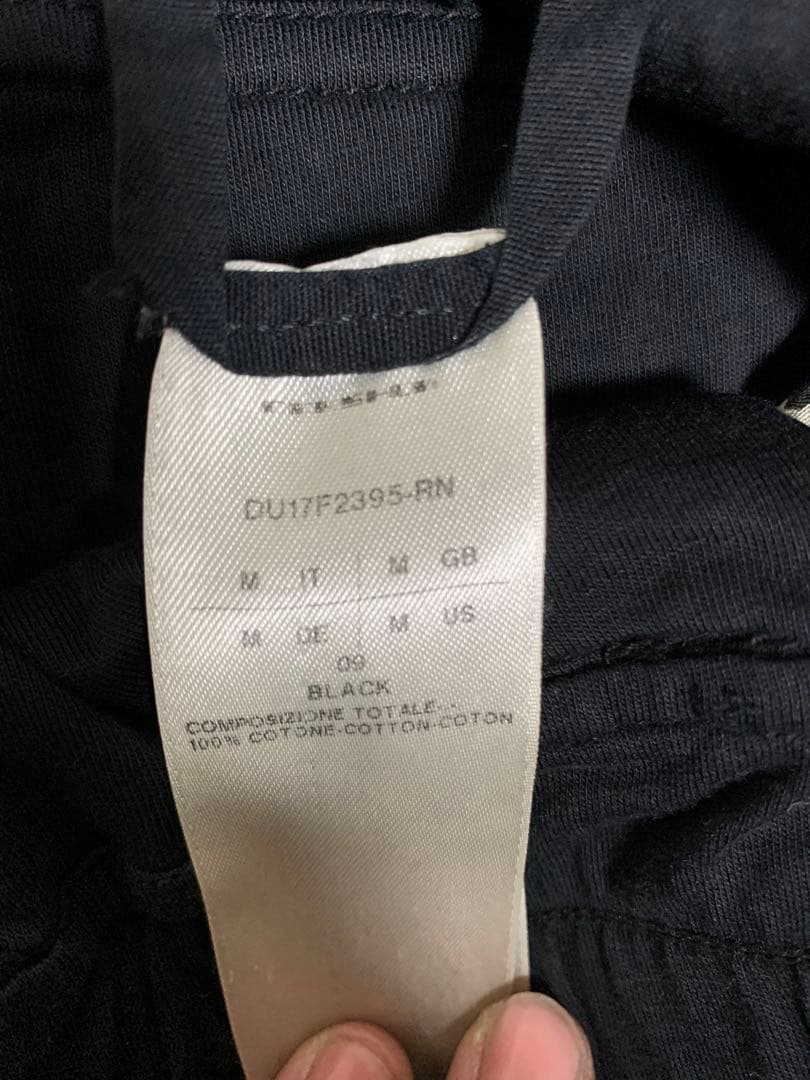 DU17F2395-RN
M IT M GB
M DE M US
09
BLACK
COMPOSIZIONE TOTALE-
100% COTONE-COTTON-COTON